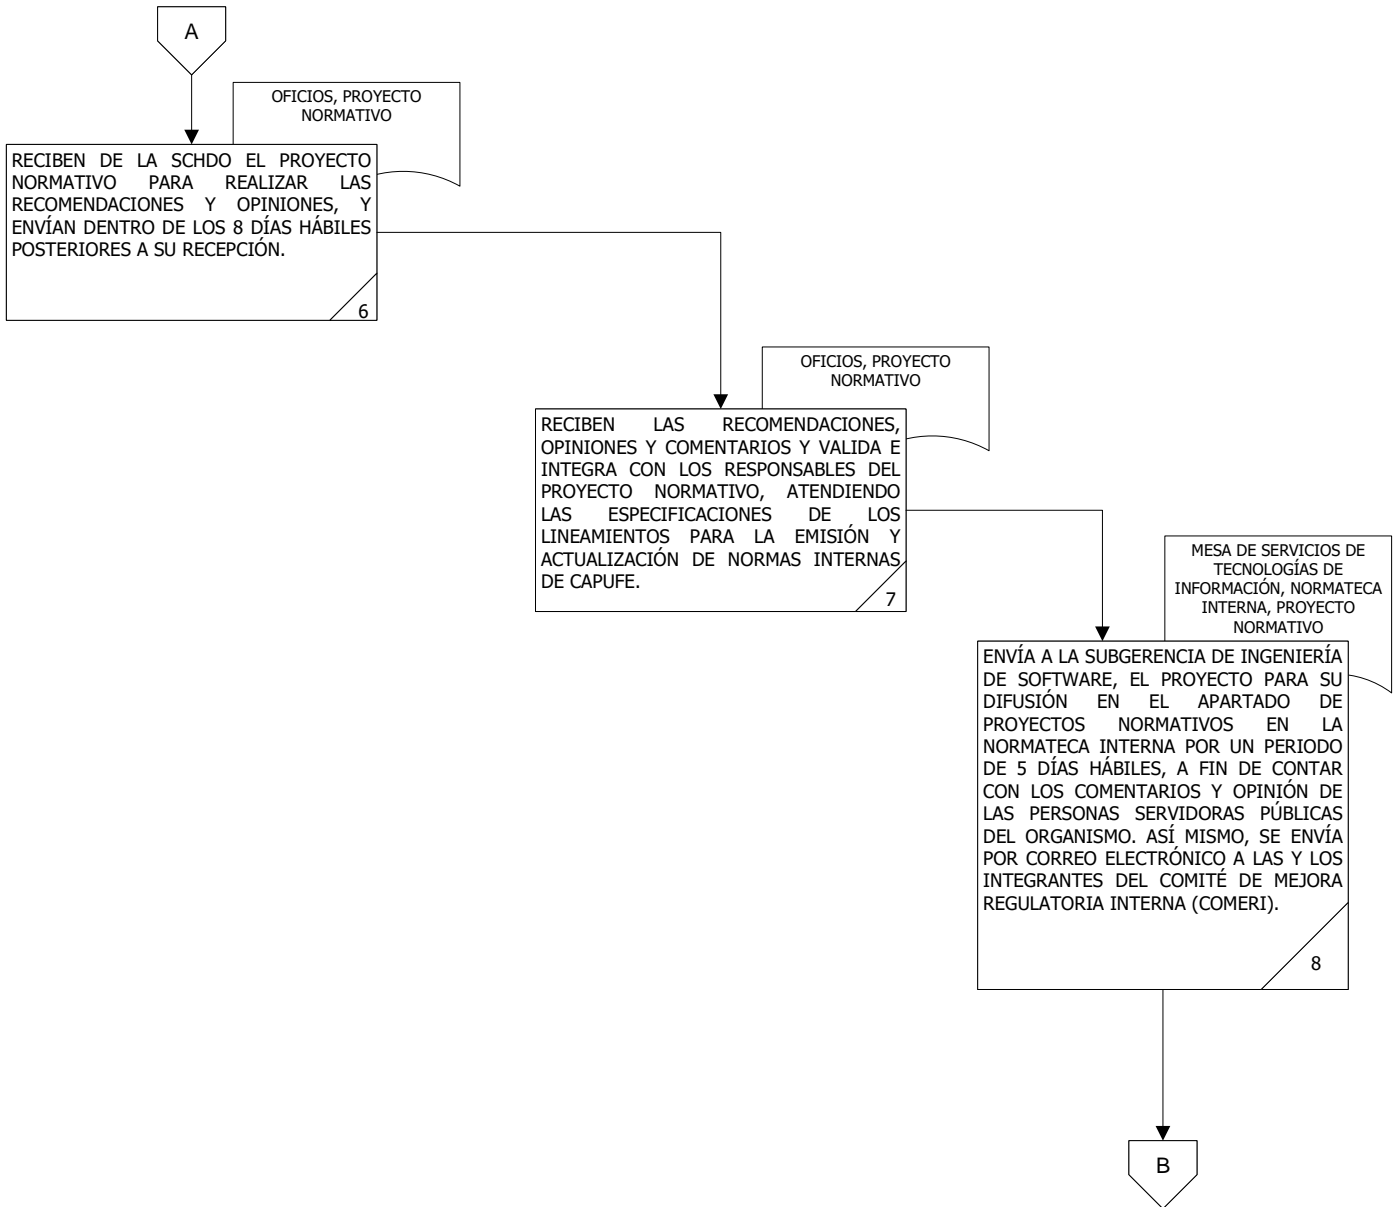 A
OFICIOS, PROYECTO
NORMATIVO
RECIBEN DE LA SCHDO EL PROYECTO
NORMATIVO PARA REALIZAR LAS
RECOMENDACIONES Y OPINIONES, Y
ENVÍAN DENTRO DE LOS 8 DÍAS HÁBILES
POSTERIORES A SU RECEPCIÓN.
6
OFICIOS, PROYECTO
NORMATIVO
RECIBEN LAS RECOMENDACIONES,
OPINIONES Y COMENTARIOS Y VALIDA E
INTEGRA CON LOS RESPONSABLES DEL
PROYECTO NORMATIVO, ATENDIENDO
LAS ESPECIFICACIONES DE LOS
LINEAMIENTOS PARA LA EMISIÓN Y
ACTUALIZACIÓN DE NORMAS INTERNAS
DE CAPUFE.
7
MESA DE SERVICIOS DE
TECNOLOGÍAS DE
INFORMACIÓN, NORMATECA
INTERNA, PROYECTO
NORMATIVO
ENVÍA A LA SUBGERENCIA DE INGENIERÍA
DE SOFTWARE, EL PROYECTO PARA SU
DIFUSIÓN EN EL APARTADO DE
PROYECTOS NORMATIVOS EN LA
NORMATECA INTERNA POR UN PERIODO
DE 5 DÍAS HÁBILES, A FIN DE CONTAR
CON LOS COMENTARIOS Y OPINIÓN DE
LAS PERSONAS SERVIDORAS PÚBLICAS
DEL ORGANISMO. ASÍ MISMO, SE ENVÍA
POR CORREO ELECTRÓNICO A LAS Y LOS
INTEGRANTES DEL COMITÉ DE MEJORA
REGULATORIA INTERNA (COMERI).
8
B